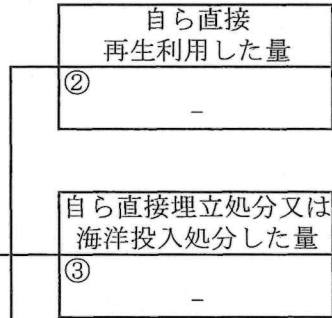 自ら直接
再生利用した量
②
－
自ら直接埋立処分又は
海洋投入処分した量
③
－